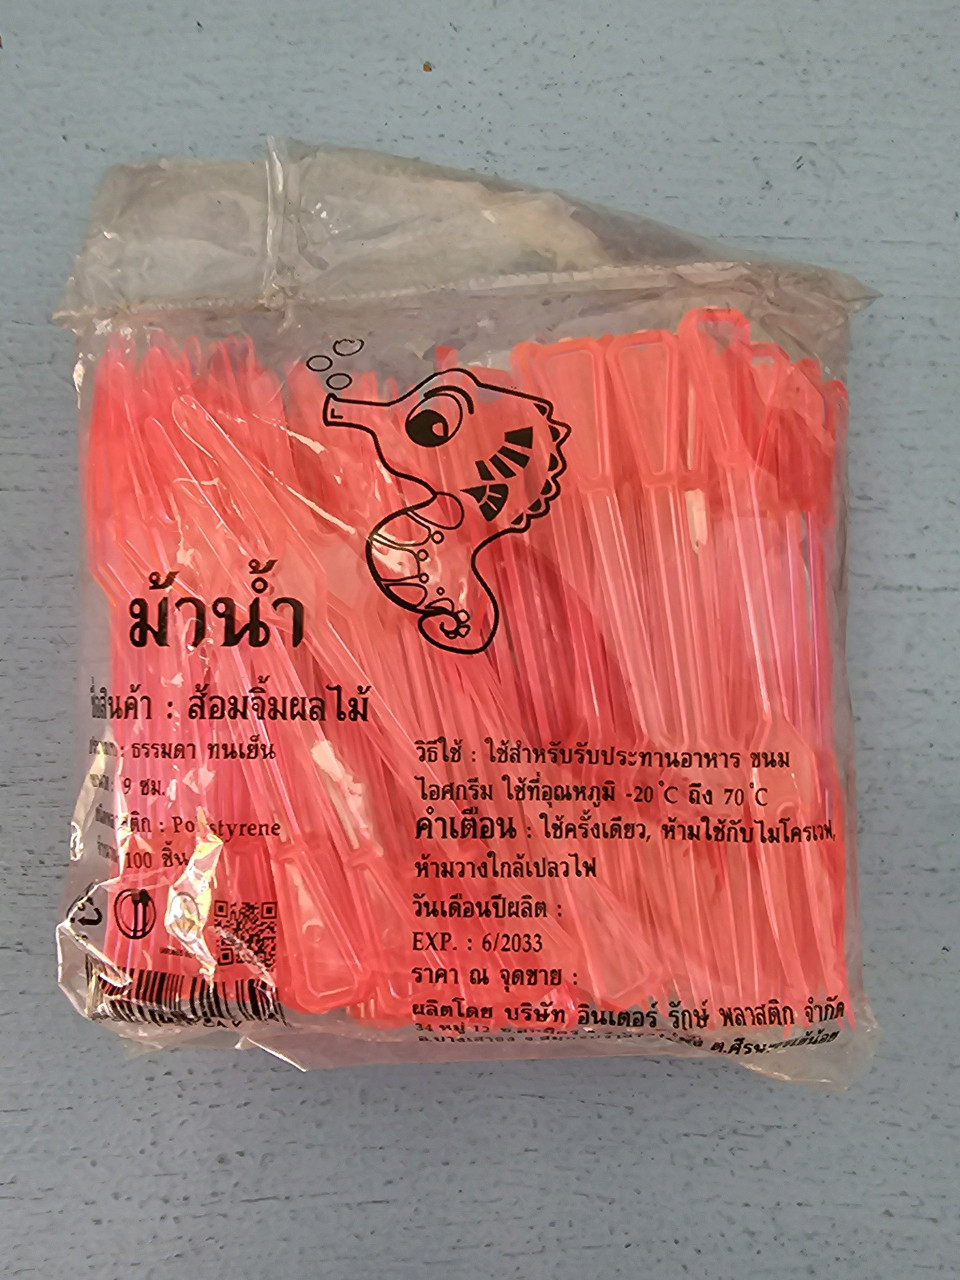 ม้าน้ำ
ชื่อสินค้า : ส้อมจิ้มผลไม้
: ธรรมดา ทนเย็น
9 ซม.
: Polystyrene
100 ชิ้น
วิธีใช้ : ใช้สำหรับรับประทานอาหาร ขนม
ไอศกรีม ใช้ที่อุณหภูมิ -20 °C ถึง 70 °C
คำเตือน : ใช้ครั้งเดียว, ห้ามใช้กับไมโครเวฟ,
ห้ามวางใกล้เปลวไฟ
วันเดือนปีผลิต :
EXP. : 6/2033
ราคา ณ จุดขาย :
ผลิตโดย บริษัท อินเตอร์ รักษ์ พลาสติก จำกัด
34 หมู่ 12